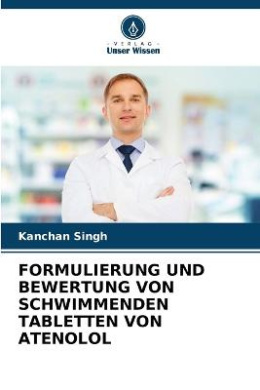 - VERLAG -
Unser Wissen
Kanchan Singh
FORMULIERUNG UND
BEWERTUNG VON
SCHWIMMENDEN
TABLETTEN VON
ATENOLOL